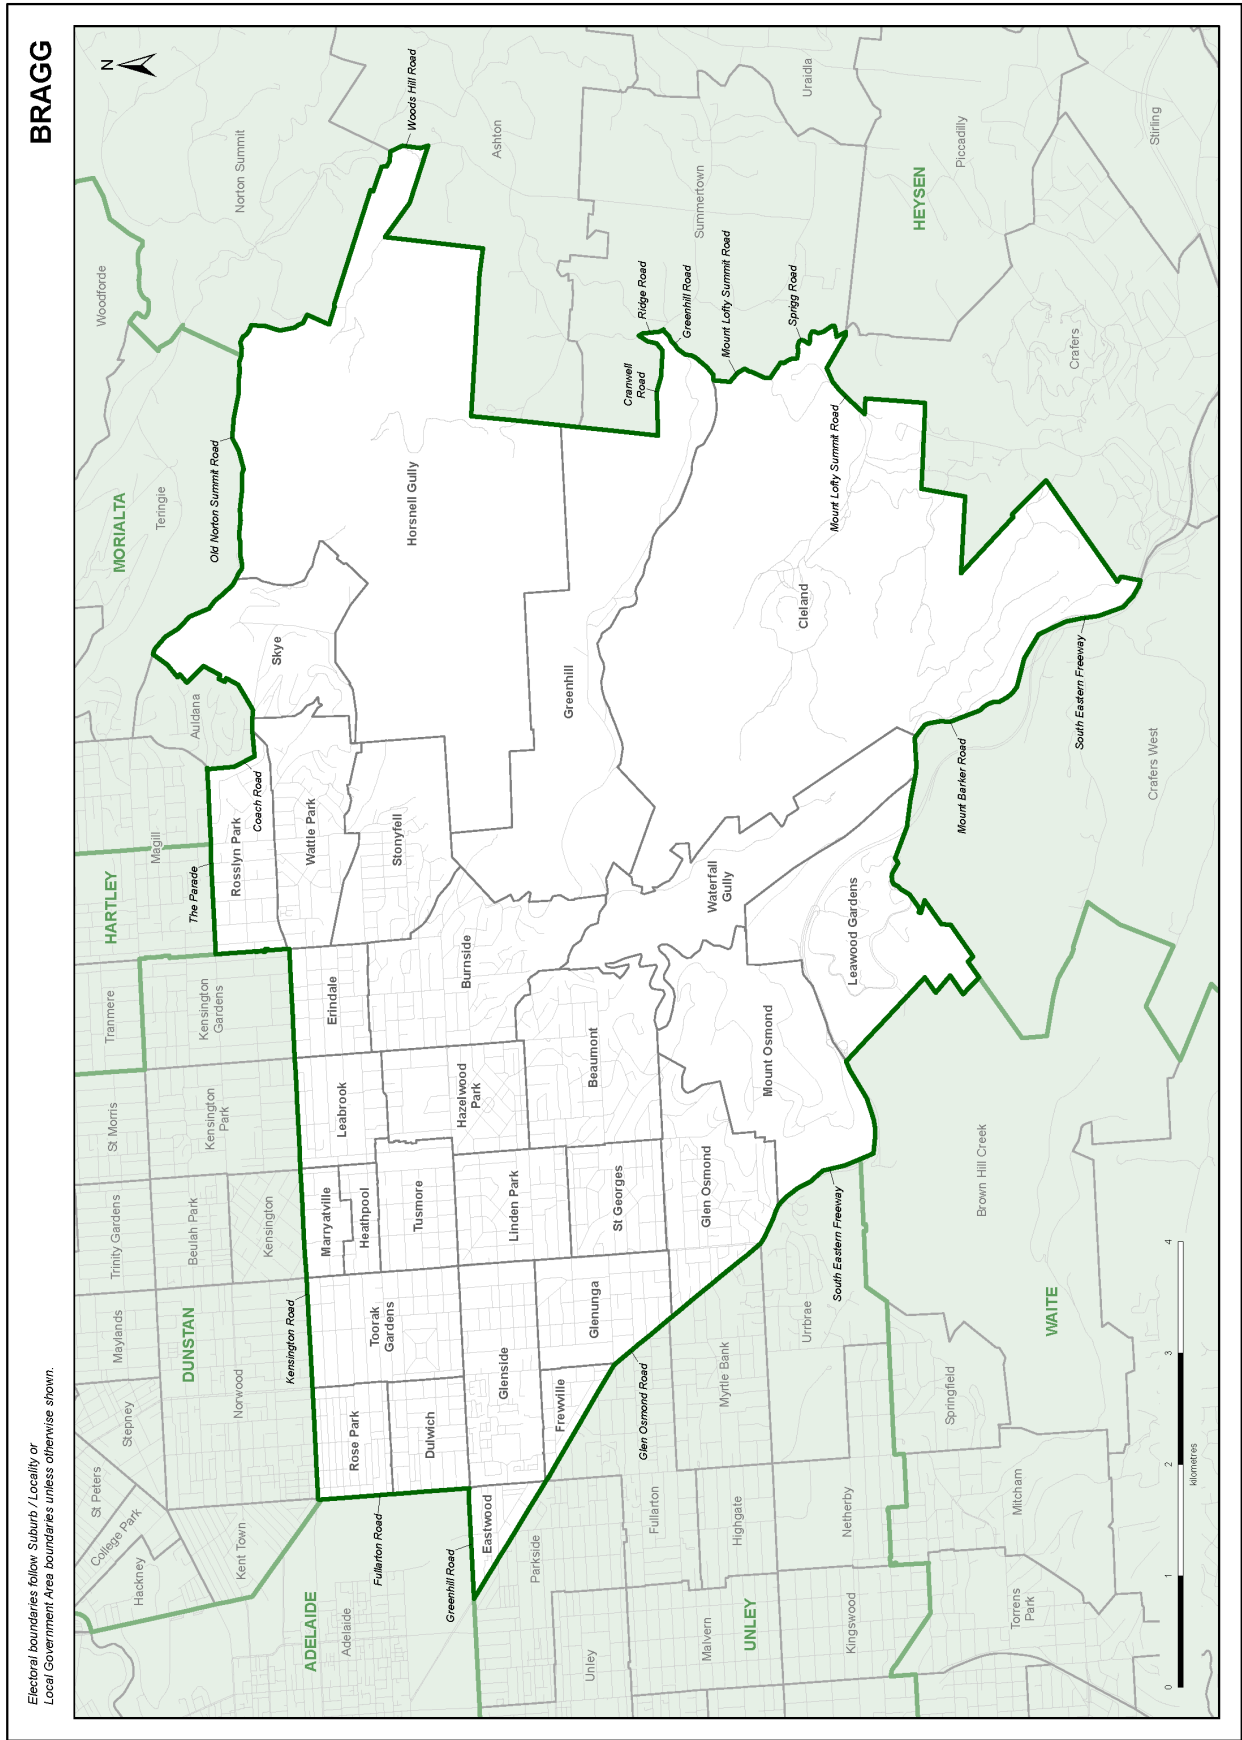 BRAGG
Electoral boundaries follow Suburb / Locality or
Local Government Area boundaries unless otherwise shown.
N
Hackney
College Park
St Peters
Stepney
Maylands
Trinity Gardens
St Morris
Tranmere
HARTLEY
Magill
MORIALTA
Teringie
Woodforde
Norton Summit
Kent Town
Norwood
DUNSTAN
Beulah Park
Kensington
Kensington
Park
Kensington
Gardens
The Parade
Auldana
Old Norton Summit Road
Woods Hill Road
ADELAIDE
Adelaide
Kensington Road
Rosslyn Park
Coach Road
Skye
Fullarton Road
Rose Park
Toorak
Gardens
Marryatville
Heathpool
Leabrook
Erindale
Wattle Park
Horsnell Gully
Ashton
Dulwich
Tusmore
Hazelwood
Park
Burnside
Stonyfell
Greenhill Road
Eastwood
Glenside
Linden Park
Greenhill
Parkside
Frewville
Glenunga
St Georges
Beaumont
Cranwell
Road
Ridge Road
Greenhill Road
Summertown
Mount Lofty Summit Road
Unley
Fullarton
Glen Osmond Road
Glen Osmond
Waterfall
Gully
Sprigg Road
Uraidla
Malvern
Highgate
Myrtle Bank
Mount Osmond
Cleland
Mount Lofty Summit Road
UNLEY
Urrbrae
South Eastern Freeway
Leawood Gardens
HEYSEN
Piccadilly
Kingswood
Netherby
Springfield
Brown Hill Creek
Mount Barker Road
Torrens
Park
Mitcham
WAITE
South Eastern Freeway
Crafers
Crafers West
Stirling
0
1
2
3
4
kilometres